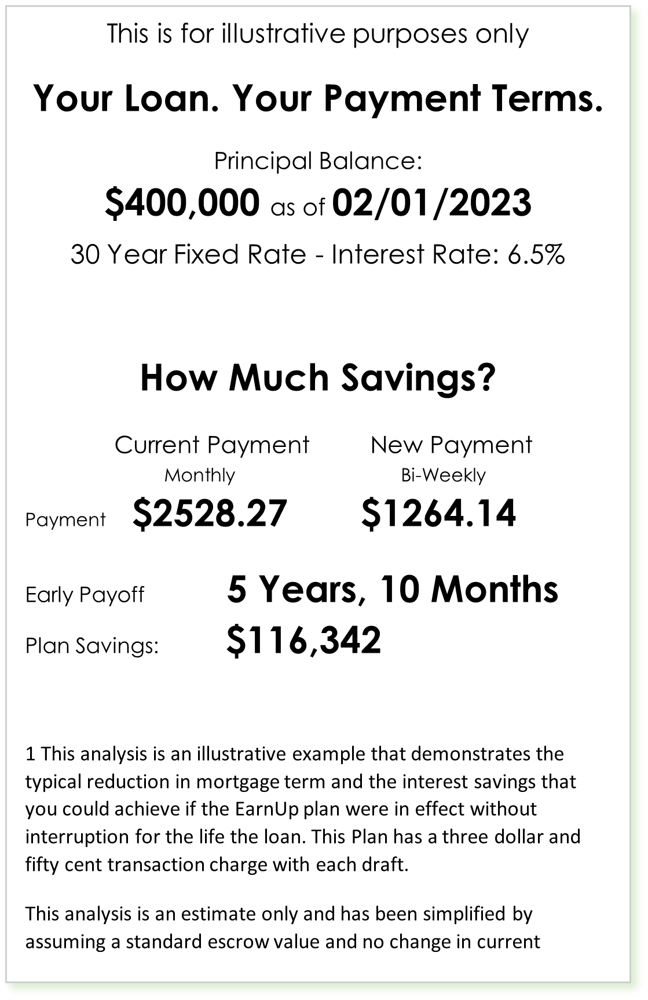 This is for illustrative purposes only
Your Loan. Your Payment Terms.
Principal Balance:
$400,000 as of 02/01/2023
30 Year Fixed Rate - Interest Rate: 6.5%
How Much Savings?
Current Payment New Payment
Monthly Bi-Weekly
Payment $2528.27 $1264.14
Early Payoff 5 Years, 10 Months
Plan Savings: $116,342
1 This analysis is an illustrative example that demonstrates the
typical reduction in mortgage term and the interest savings that
you could achieve if the EarnUp plan were in effect without
interruption for the life the loan. This Plan has a three dollar and
fifty cent transaction charge with each draft.
This analysis is an estimate only and has been simplified by
assuming a standard escrow value and no change in current